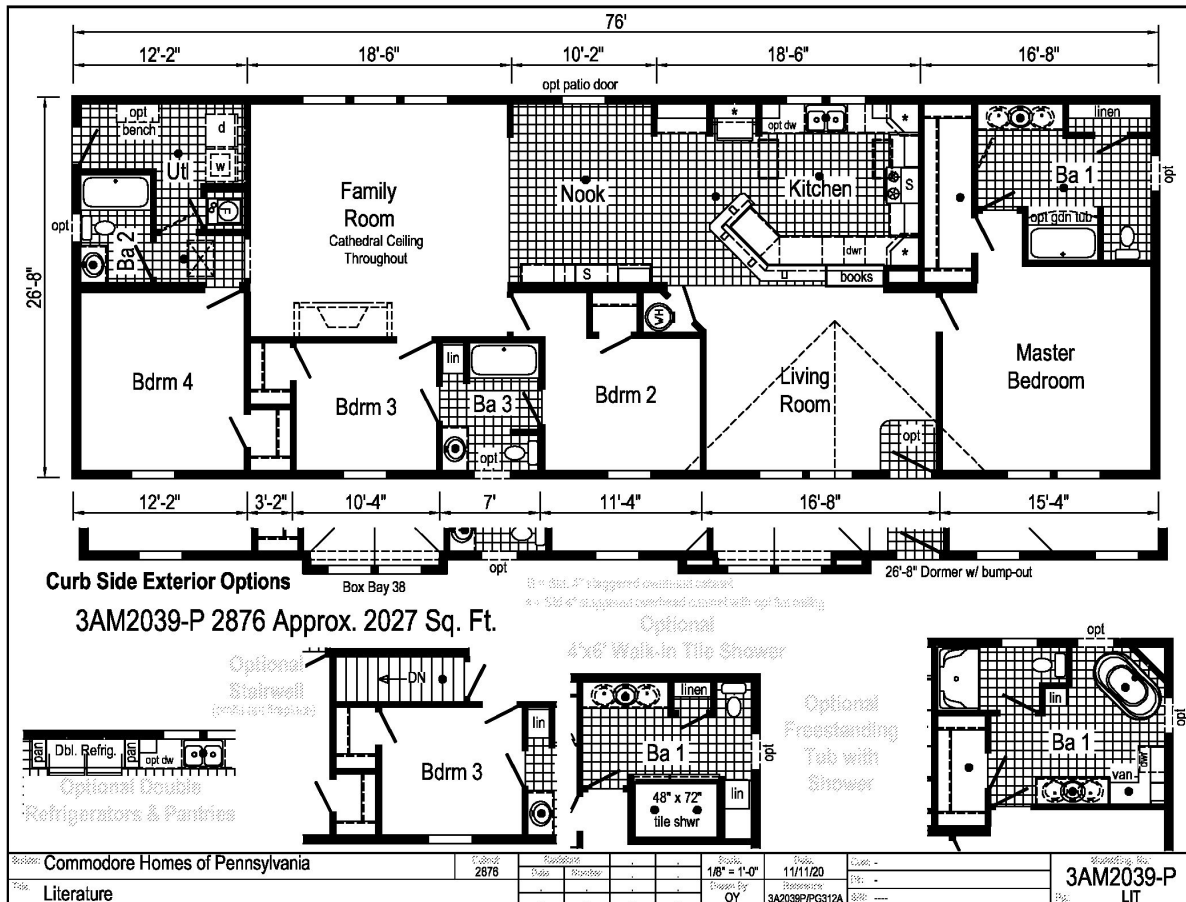 76'
12'-2" 18'-6" 10'-2" 18'-6" 16'-8"
opt patio door
26'-8"
opt
bench
d
w
Ut
opt
Ba 2
Family
Room
Cathedral Ceiling
Throughout
Nook
S
opt dw
*
*
Kitchen
S
dwr
*
books
linen
Ba 1
opt
opt gdn tub
Bdrm 4
Bdrm 3
lin
Ba 3
opt
Bdrm 2
WH
Living
Room
opt
Master
Bedroom
12'-2" 3'-2" 10'-4" 7' 11'-4" 16'-8" 15'-4"
Curb Side Exterior Options
Box Bay 38
opt
26'-8" Dormer w/ bump-out
3AM2039-P 2876 Approx. 2027 Sq. Ft.
Optional
4'x6' Walk-in Tile Shower
Optional
Stairwell
DN
lin
Bdrm 3
pan
Dbl. Refrig.
pan
opt dw
Optional Double
Refrigerators & Pantries
linen
Ba 1
opt
48" x 72"
tile shwr
lin
Optional
Freestanding
Tub with
Shower
opt
lin
opt
Ba 1
van
dwr
Commodore Homes of Pennsylvania
2876
1/8" = 1'-0"
11/11/20
3AM2039-P
Literature
OY
3A2039P/PG312A
LIT